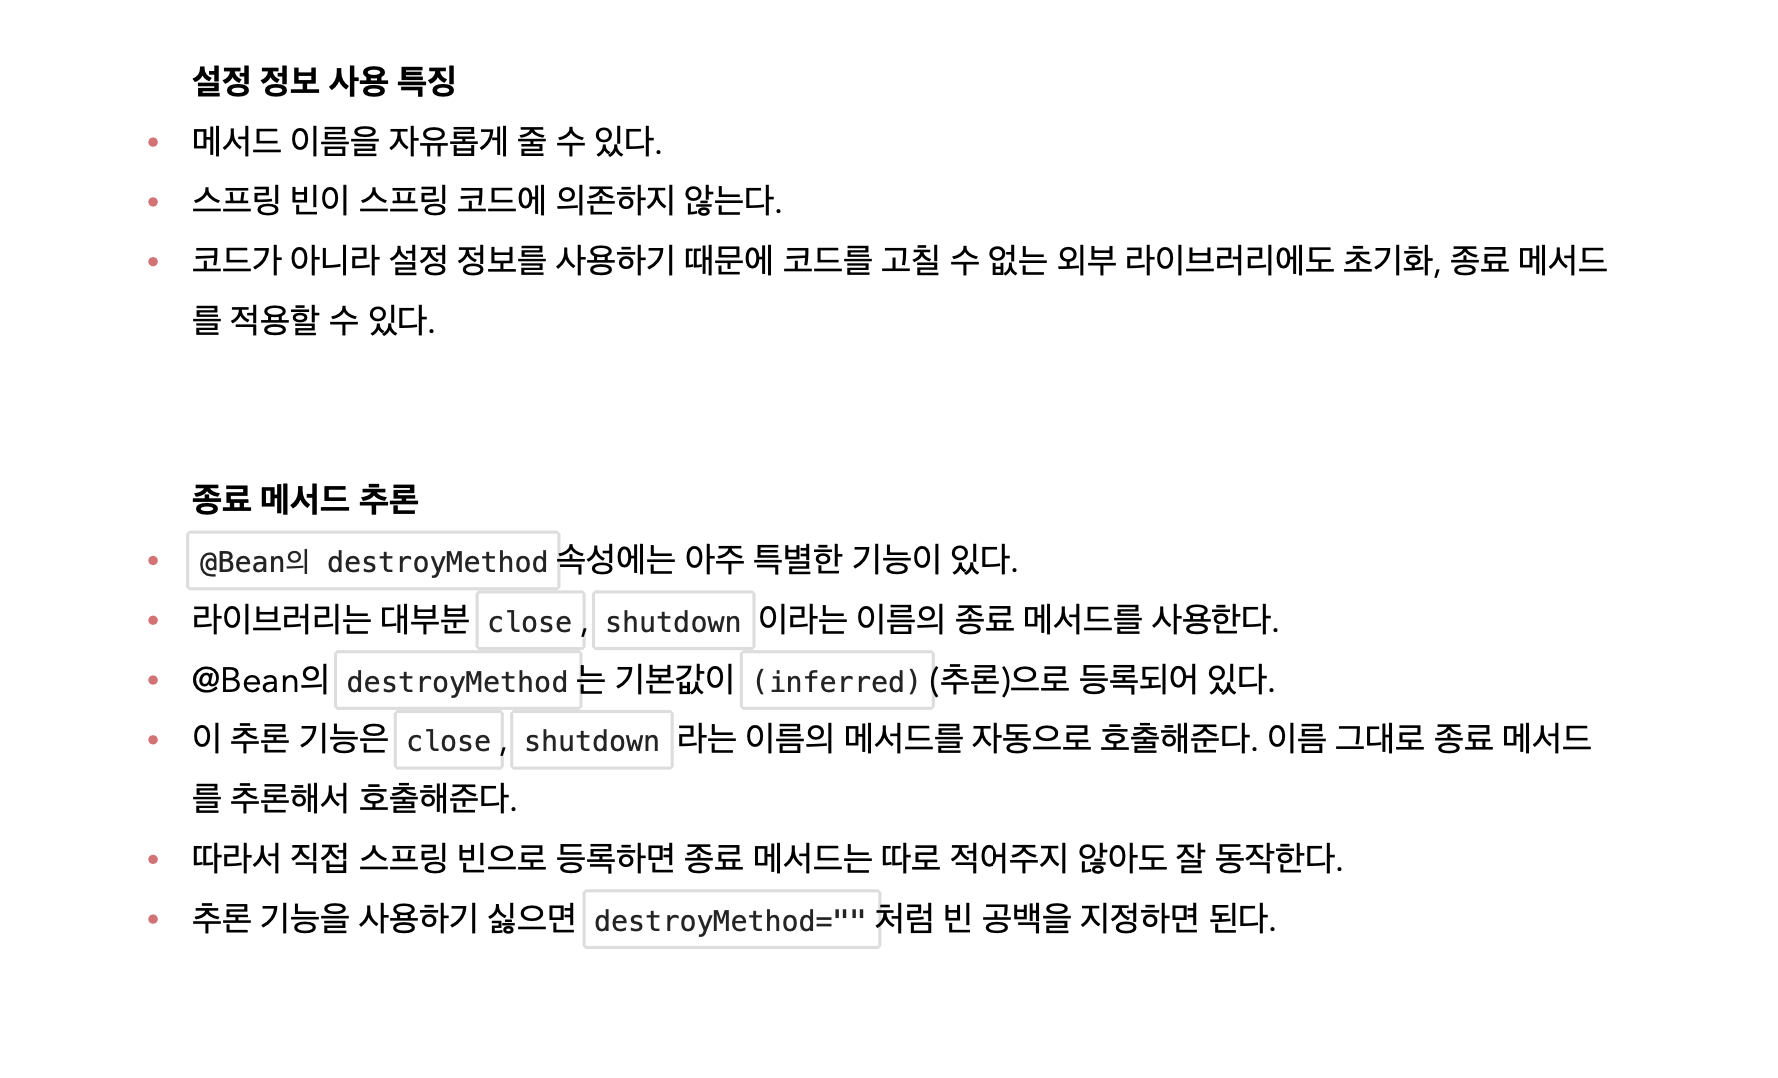 설정 정보 사용 특징
• 메서드 이름을 자유롭게 줄 수 있다.
• 스프링 빈이 스프링 코드에 의존하지 않는다.
• 코드가 아니라 설정 정보를 사용하기 때문에 코드를 고칠 수 없는 외부 라이브러리에도 초기화, 종료 메서드
를 적용할 수 있다.
종료 메서드 추론
• @Bean의 destroyMethod 속성에는 아주 특별한 기능이 있다.
• 라이브러리는 대부분 close, shutdown 이라는 이름의 종료 메서드를 사용한다.
• @Bean의 destroyMethod 는 기본값이 (inferred) (추론)으로 등록되어 있다.
• 이 추론 기능은 close, shutdown 라는 이름의 메서드를 자동으로 호출해준다. 이름 그대로 종료 메서드
를 추론해서 호출해준다.
• 따라서 직접 스프링 빈으로 등록하면 종료 메서드는 따로 적어주지 않아도 잘 동작한다.
• 추론 기능을 사용하기 싫으면 destroyMethod="" 처럼 빈 공백을 지정하면 된다.